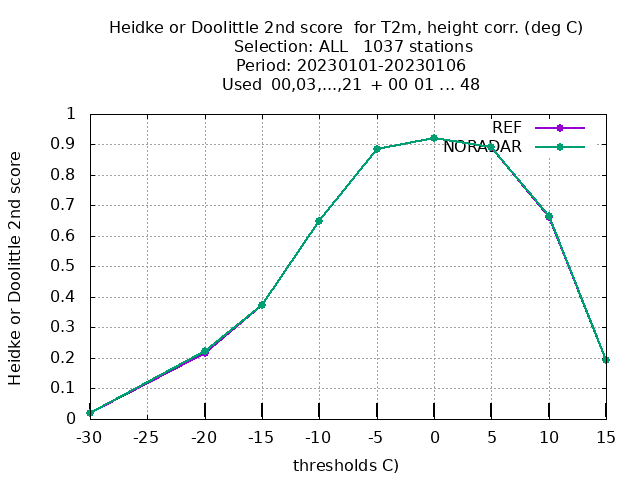 Heidke or Doolittle 2nd score  for T2m, height corr. (deg C)
Selection: ALL   1037 stations
Period: 20230101-20230106
Used  00,03,...,21  + 00 01 ... 48
Heidke or Doolittle 2nd score
1
0.9
0.8
0.7
0.6
0.5
0.4
0.3
0.2
0.1
0
REF
NORADAR
-30 -25 -20 -15 -10 -5 0 5 10 15
thresholds C)